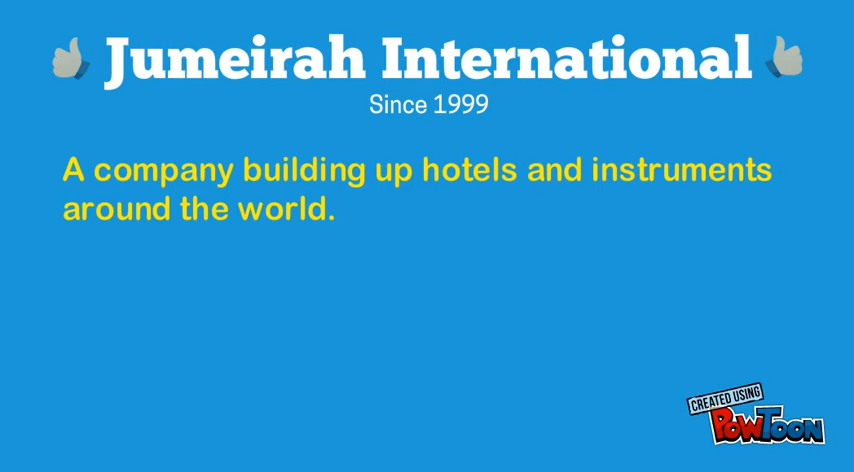 Jumeirah International
Since 1999
A company building up hotels and instruments
around the world.
CREATED USING
POWTOON